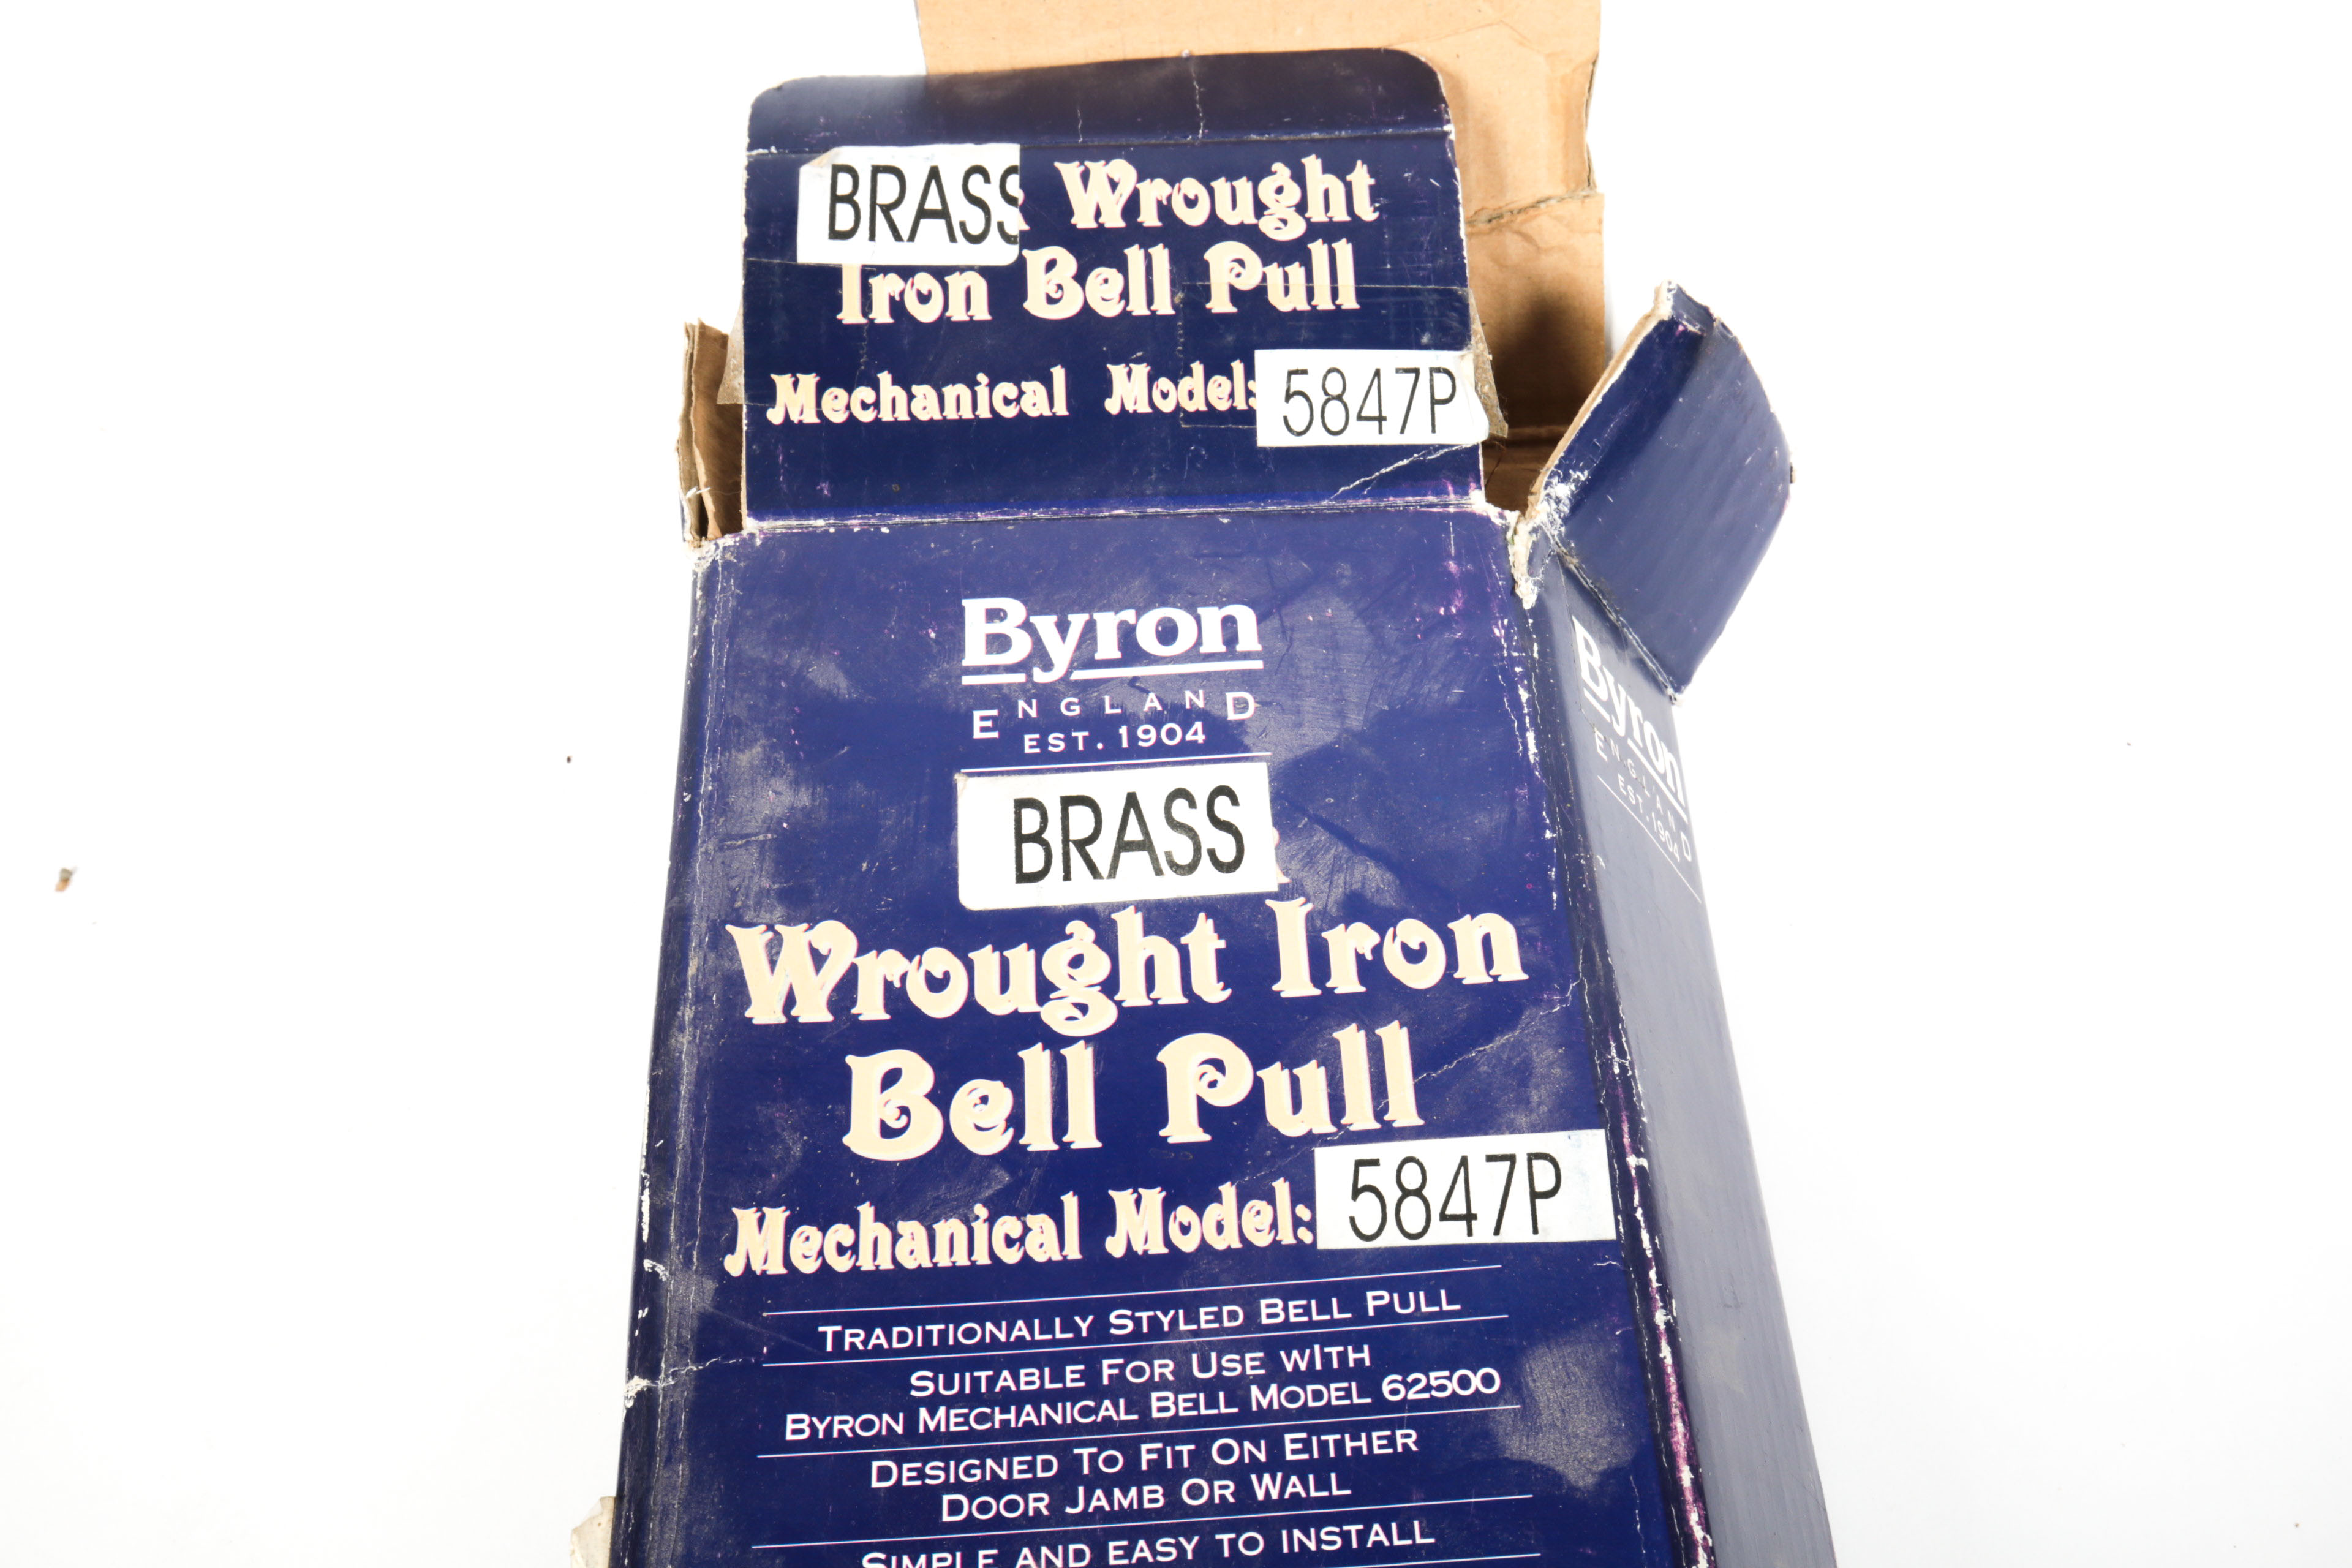 BRASS Wrought
Iron Bell Pull
Mechanical Model: 5847P
Byron
ENGLAND
EST. 1904
BRASS
Wrought Iron
Bell Pull
Mechanical Model: 5847P
TRADITIONALLY STYLED BELL PULL
SUITABLE FOR USE WITH
BYRON MECHANICAL BELL MODEL 62500
DESIGNED TO FIT ON EITHER
DOOR JAMB OR WALL
SIMPLE AND EASY TO INSTALL
Byron
ENGLAND
EST. 1904